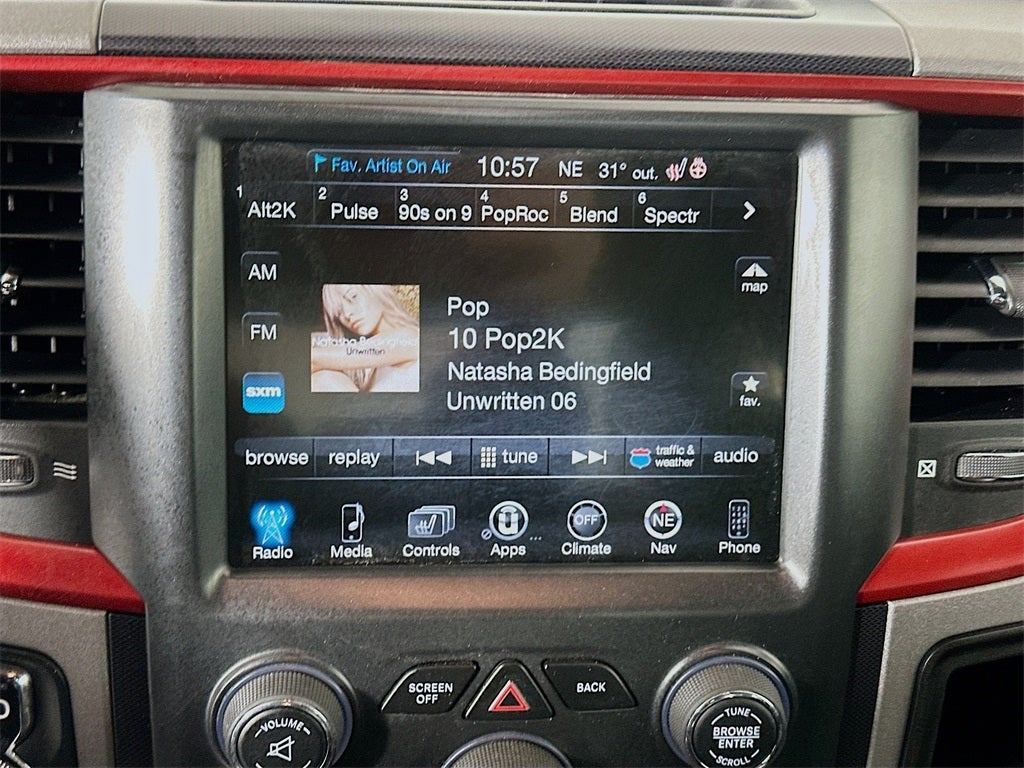 Fav. Artist On Air 10:57 NE 31° out.
1 Alt2K 2 Pulse 3 90s on 9 4 PopRoc 5 Blend 6 Spectr
AM
map
FM
Natasha Bedingfield
Unwritten
Pop
10 Pop2K
Natasha Bedingfield
Unwritten 06
sxm
fav.
browse replay tune traffic & weather audio
OFF NE
Radio Media Controls Apps ... Climate Nav Phone
SCREEN OFF
BACK
VOLUME
TUNE
BROWSE
ENTER
SCROLL